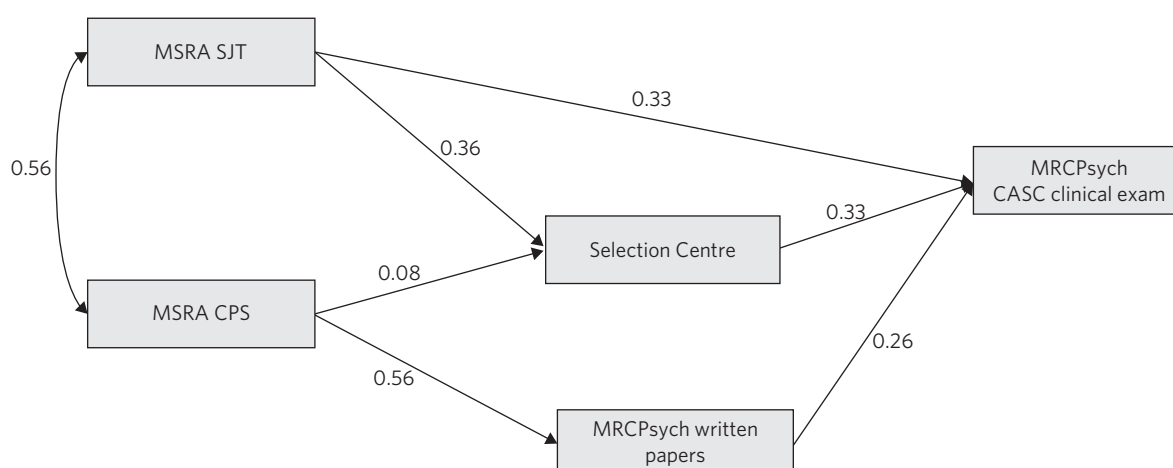 MSRA SJT
0.33
0.36
0.56
MRCPsych
CASC clinical exam
0.33
Selection Centre
0.08
MSRA CPS
0.26
0.56
MRCPsych written
papers